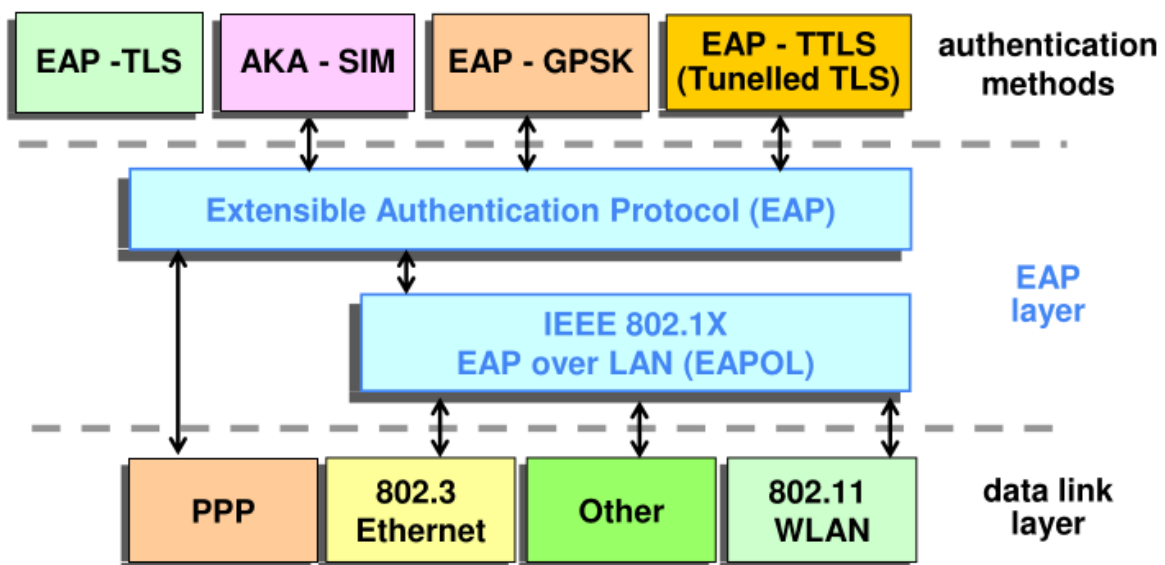 EAP -TLS
AKA - SIM
EAP - GPSK
EAP - TTLS
(Tunelled TLS)
authentication
methods
Extensible Authentication Protocol (EAP)
EAP
layer
IEEE 802.1X
EAP over LAN (EAPOL)
PPP
802.3
Ethernet
Other
802.11
WLAN
data link
layer